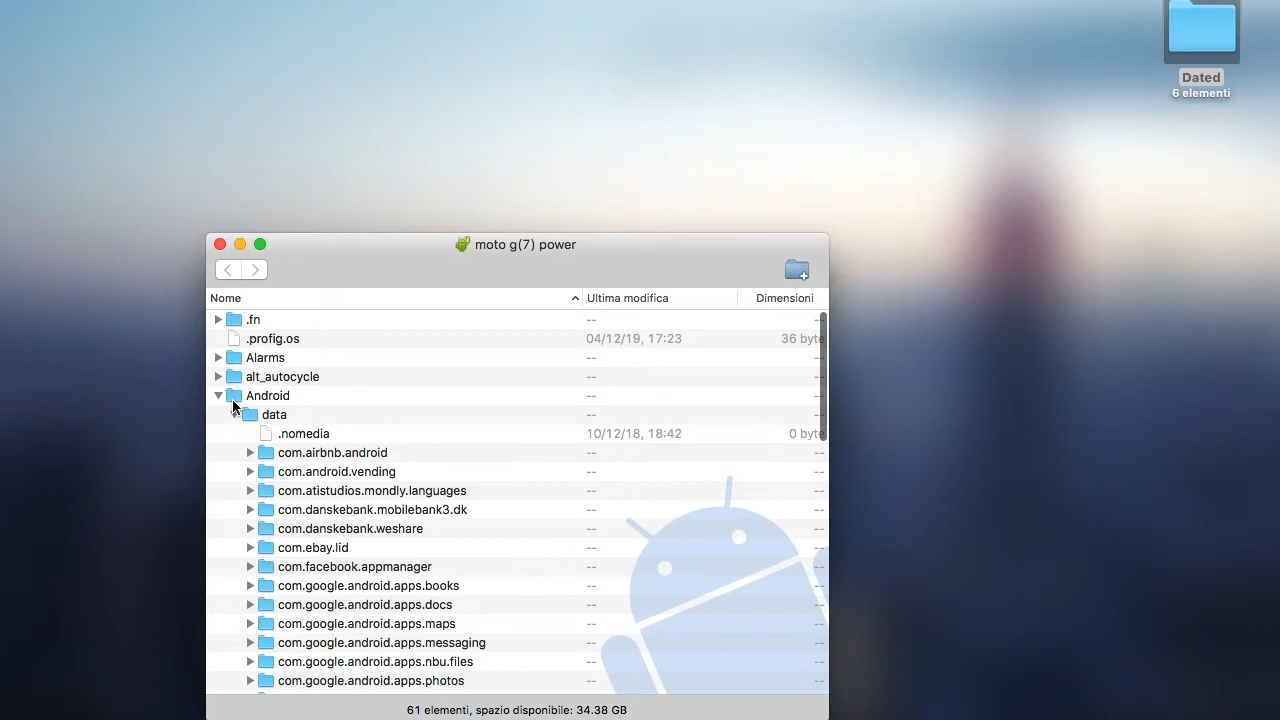 Dated
6 elementi
moto g(7) power
Nome Ultima modifica Dimensioni
.fn --
.profig.os 04/12/19, 17:23 36 byte
Alarms -- --
alt_autocycle -- --
Android -- --
data -- --
.nomedia 10/12/18, 18:42 0 byte
com.airbnb.android -- --
com.android.vending -- --
com.atistudios.mondly.languages -- --
com.danskebank.mobilebank3.dk -- --
com.danskebank.weshare -- --
com.ebay.lid -- --
com.facebook.appmanager -- --
com.google.android.apps.books -- --
com.google.android.apps.docs -- --
com.google.android.apps.maps -- --
com.google.android.apps.messaging -- --
com.google.android.apps.nbu.files -- --
com.google.android.apps.photos -- --
61 elementi, spazio disponibile: 34.38 GB